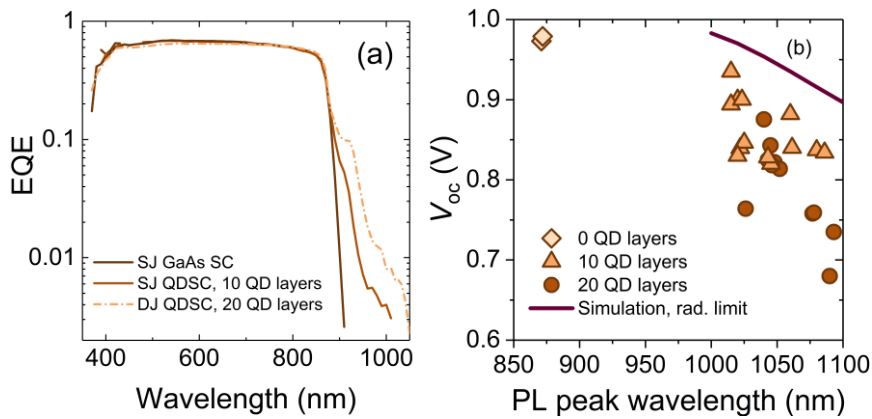 (a)
EQE
1
0.1
0.01
SJ GaAs SC
SJ QDSC, 10 QD layers
DJ QDSC, 20 QD layers
400 600 800 1000
Wavelength (nm)
(b)
Voc (V)
1.0
0.9
0.8
0.7
0.6
0 QD layers
10 QD layers
20 QD layers
Simulation, rad. limit
850 900 950 1000 1050 1100
PL peak wavelength (nm)